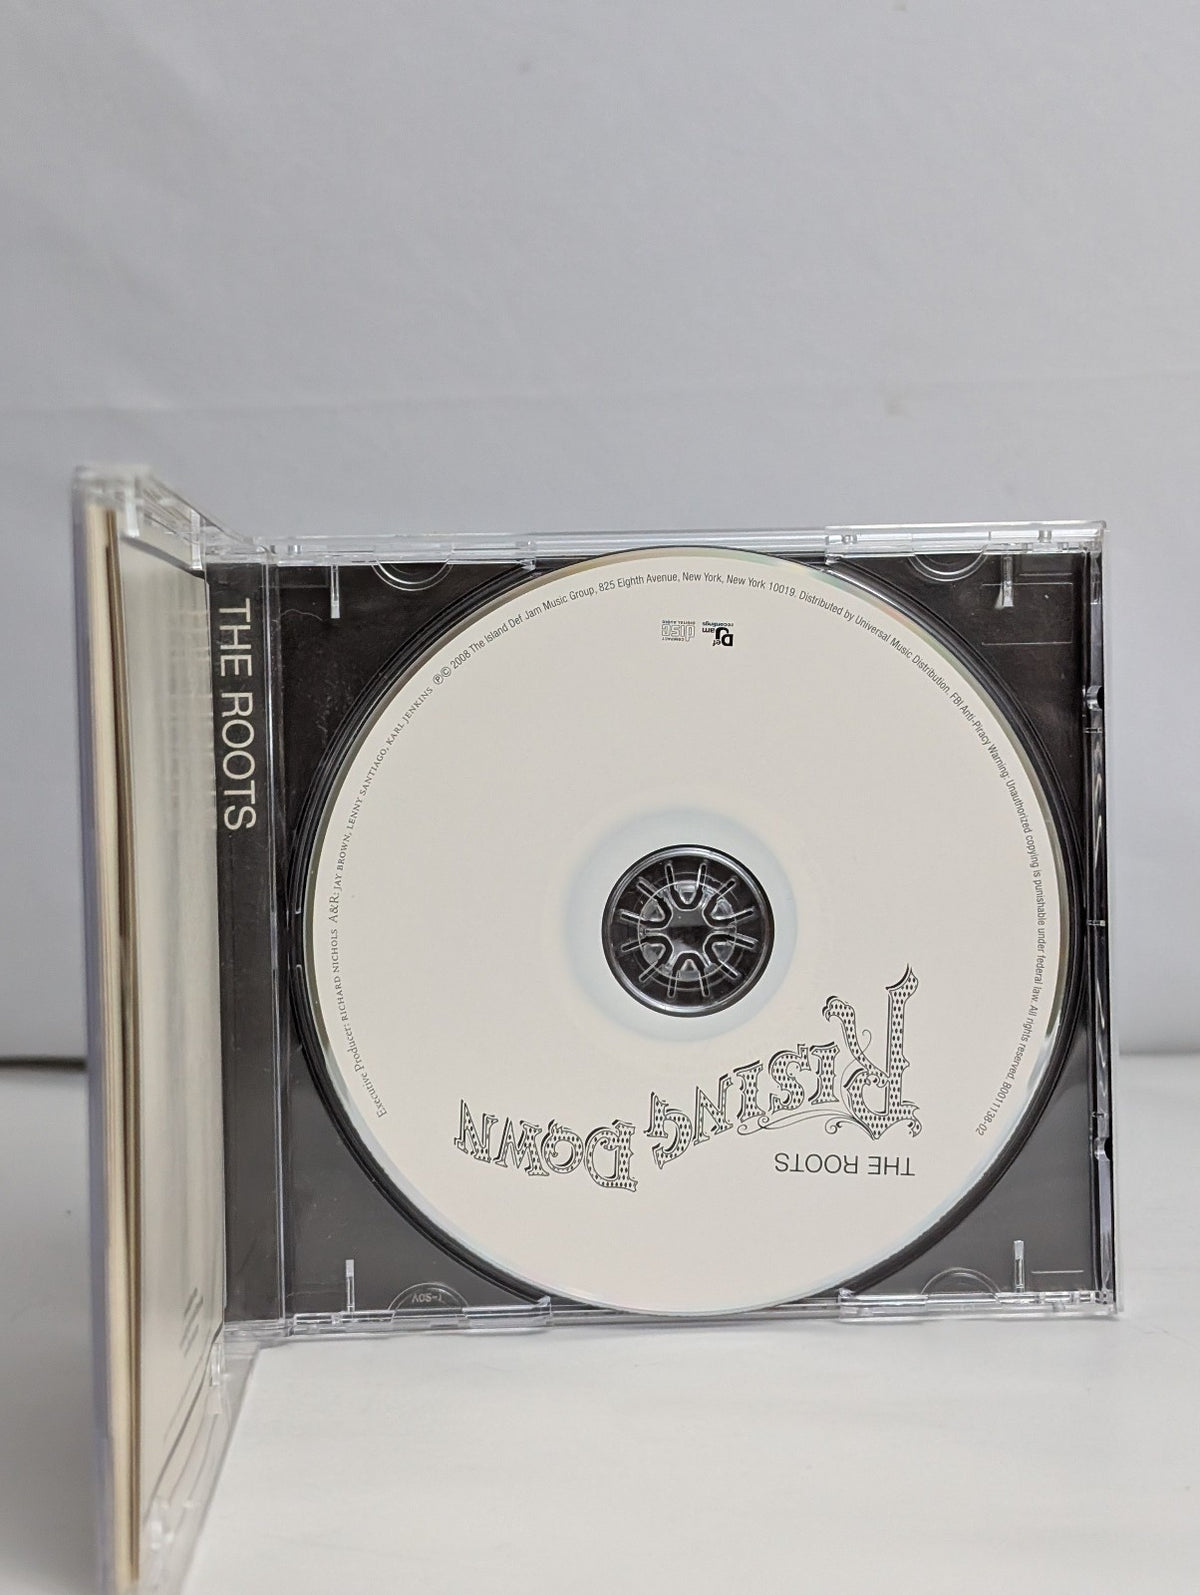 THE ROOTS
THE ROOTS
RISING DOWN
Executive Producer: RICHARD NICHOLS A&R: JAY BROWN, LENNY SANTIAGO, KARL JENKINS ℗© 2008 The Island Def Jam Music Group, 825 Eighth Avenue, New York, New York 10019. Distributed by Universal Music Distribution. FBI Anti-Piracy Warning: Unauthorized copying is punishable under federal law. All rights reserved. B0011138-02
Def Jam recordings
COMPACT disc DIGITAL AUDIO